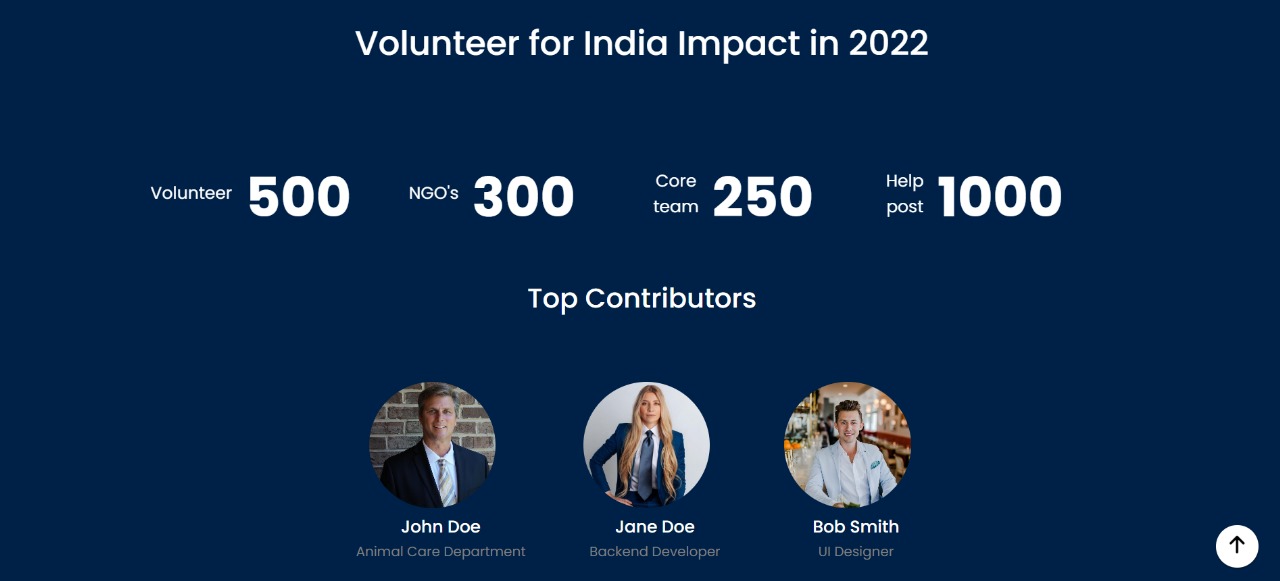 Volunteer for India Impact in 2022
Volunteer 500
NGO's 300
Core team 250
Help post 1000
Top Contributors
John Doe
Animal Care Department
Jane Doe
Backend Developer
Bob Smith
UI Designer